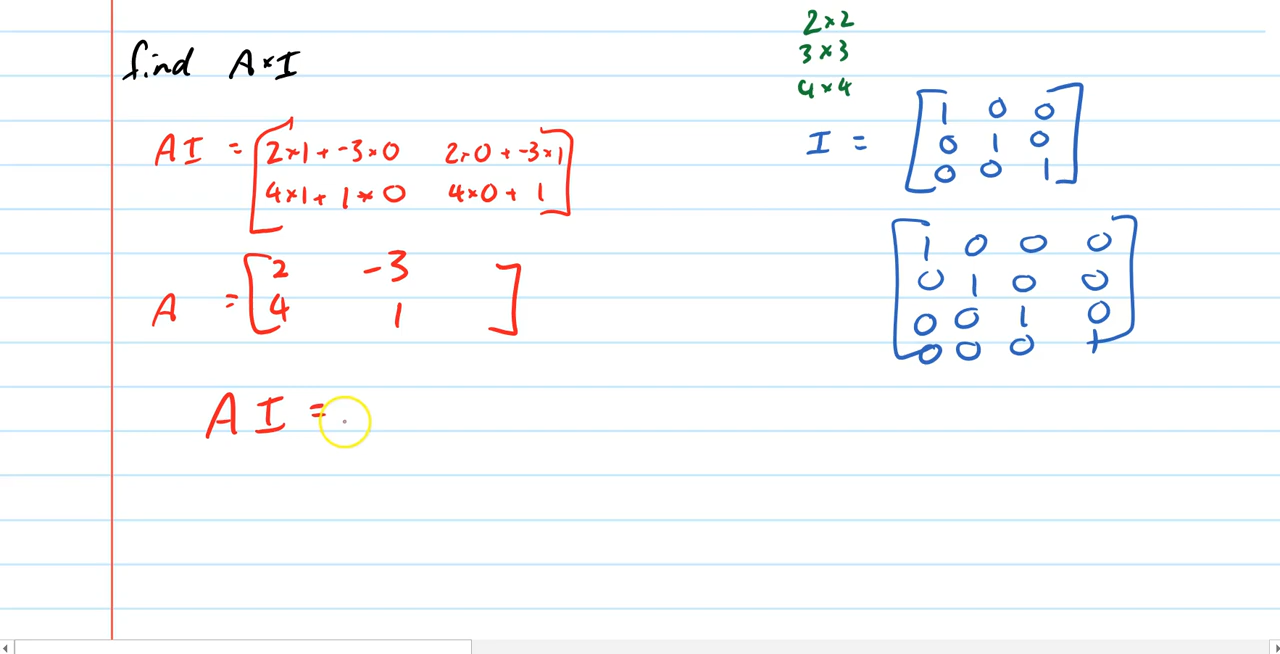 find A×I
2×2
3×3
4×4
AI = [2×1 + -3×0 2×0 + -3×1]
[4×1 + 1×0 4×0 + 1]
A = [2 -3]
[4 1]
AI =
I = [1 0 0]
[0 1 0]
[0 0 1]
[1 0 0 0]
[0 1 0 0]
[0 0 1 0]
[0 0 0 1]